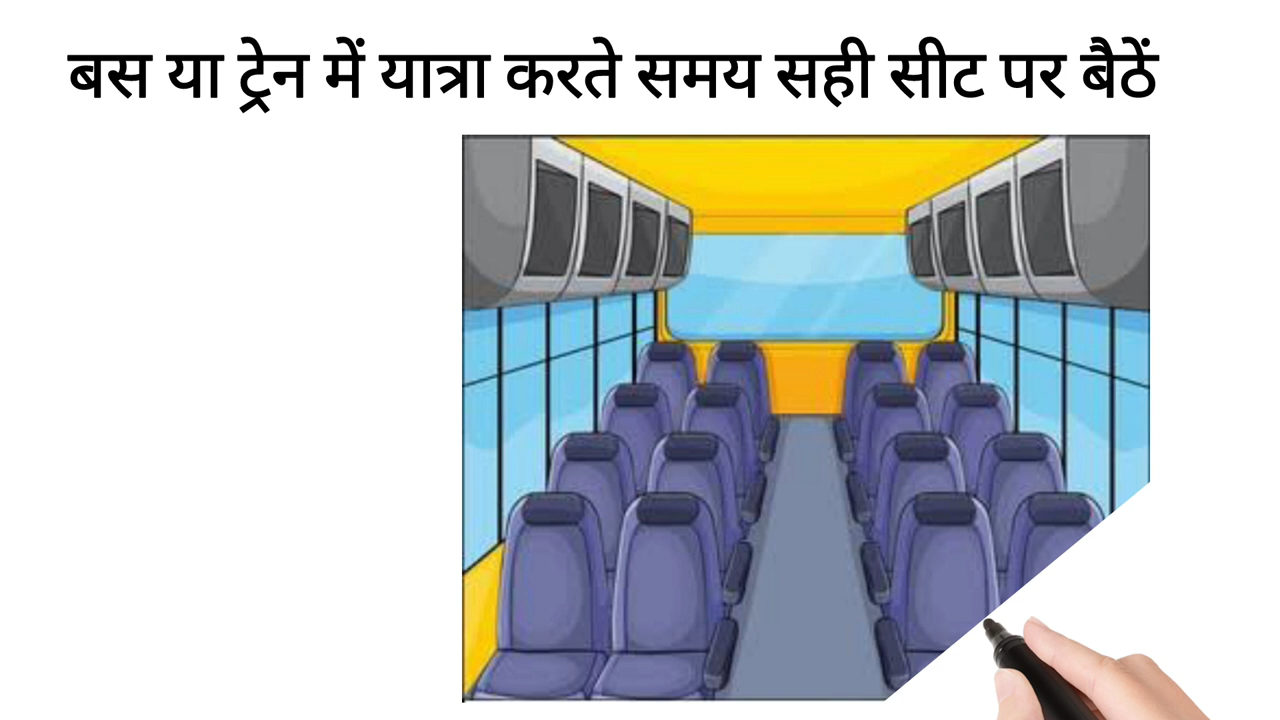 बस या ट्रेन में यात्रा करते समय सही सीट पर बैठें